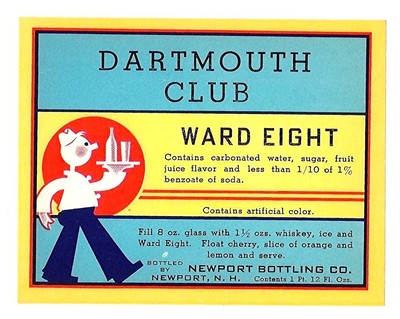 DARTMOUTH
CLUB
WARD EIGHT
Contains carbonated water, sugar, fruit
juice flavor and less than 1/10 of 1%
benzoate of soda.
Contains artificial color.
Fill 8 oz. glass with 1½ ozs. whiskey, ice and
Ward Eight. Float cherry, slice of orange and
lemon and serve.
BOTTLED BY NEWPORT BOTTLING CO.
NEWPORT, N. H. Contents 1 Pt. 12 Fl. Ozs.